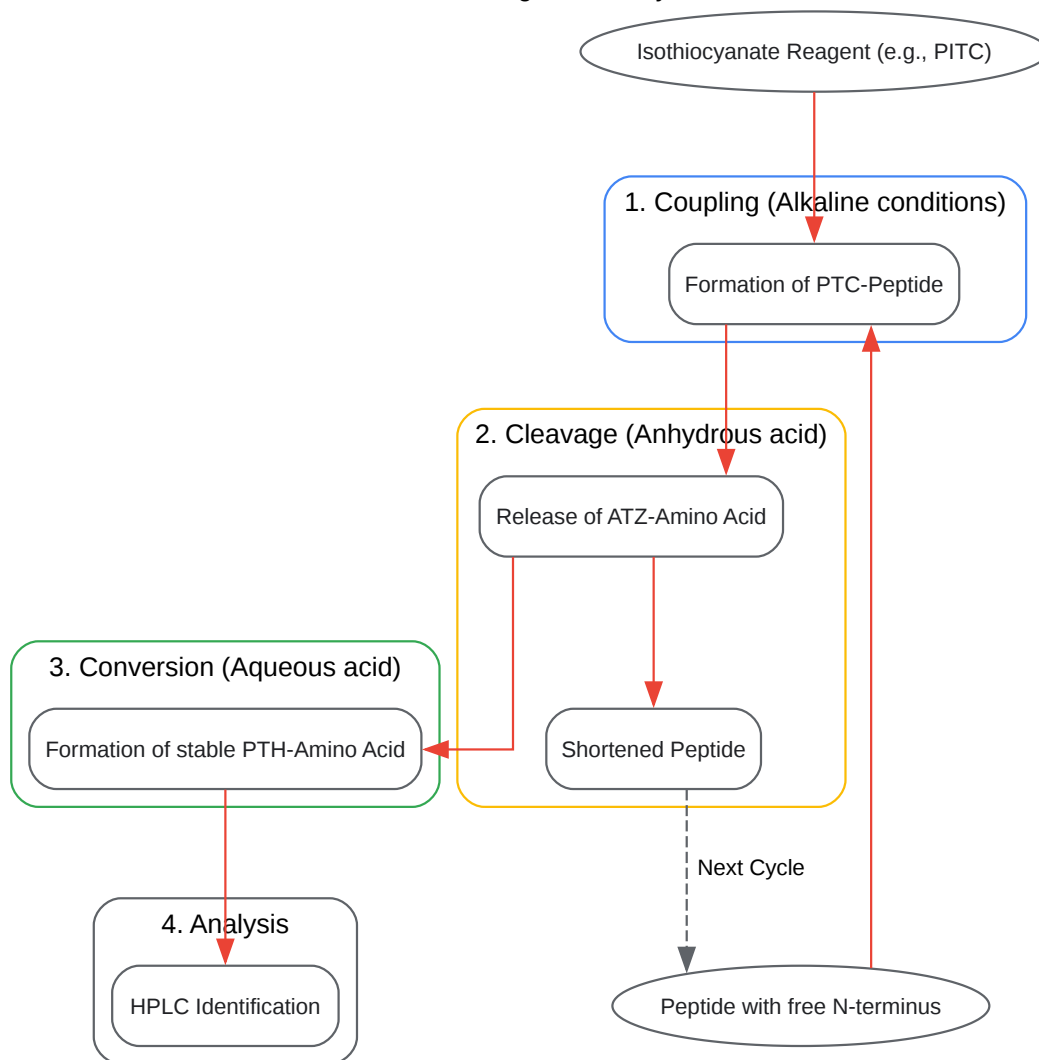 Isothiocyanate Reagent (e.g., PITC)
1. Coupling (Alkaline conditions)
Formation of PTC-Peptide
2. Cleavage (Anhydrous acid)
Release of ATZ-Amino Acid
3. Conversion (Aqueous acid)
Formation of stable PTH-Amino Acid
Shortened Peptide
Next Cycle
4. Analysis
HPLC Identification
Peptide with free N-terminus